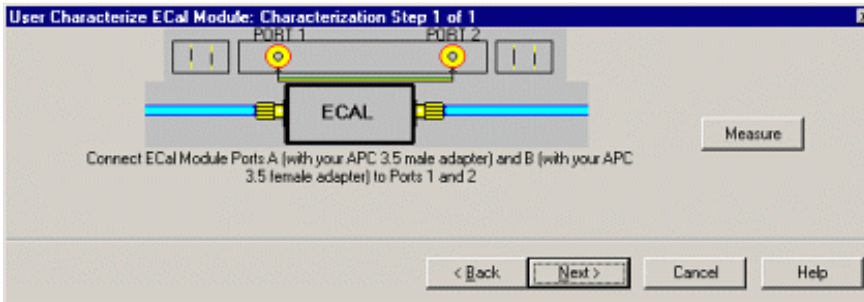 User Characterize ECal Module: Characterization Step 1 of 1
PORT 1 PORT 2
ECAL
Measure
Connect ECal Module Ports A (with your APC 3.5 male adapter) and B (with your APC
3.5 female adapter) to Ports 1 and 2
< Back Next > Cancel Help